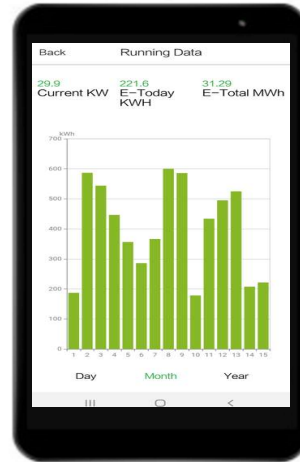 Back Running Data
29.9 221.6 31.29
Current KW E-Today E-Total MWh
KWH
kWh
700
600
500
400
300
200
100
0
1 2 3 4 5 6 7 8 9 10 11 12 13 14 15
Day Month Year